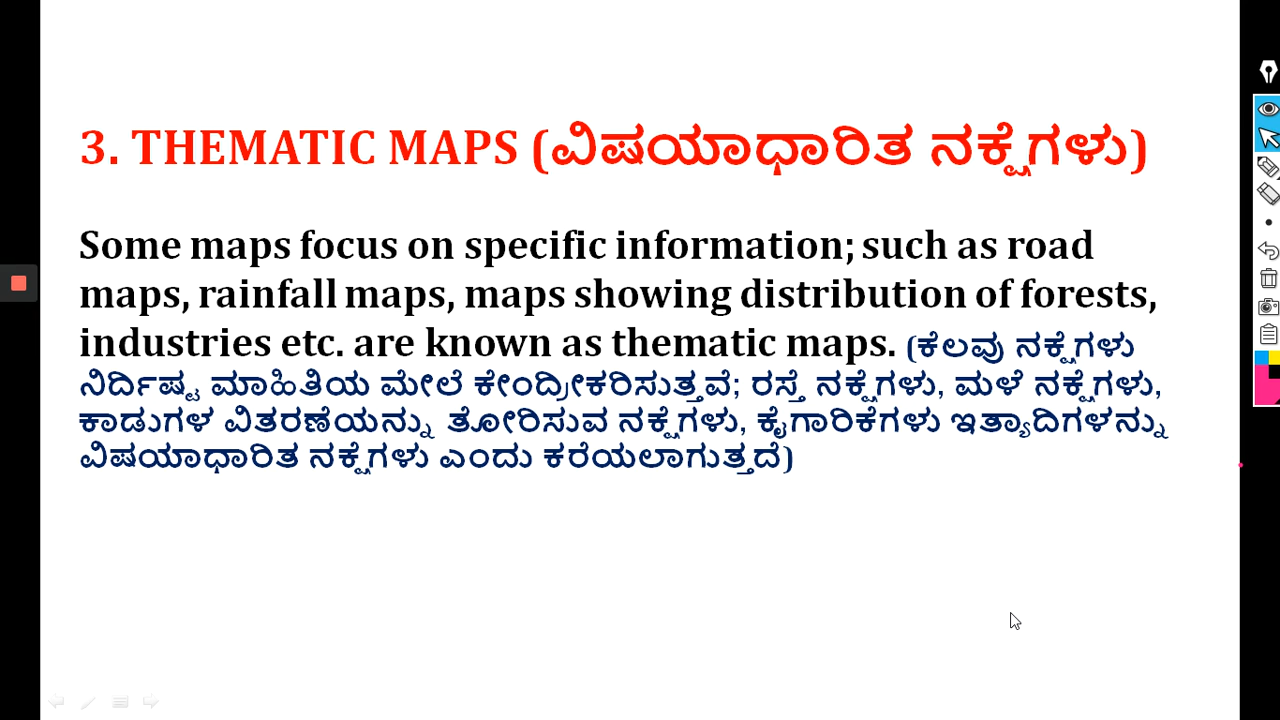 3. THEMATIC MAPS (ವಿಷಯಾಧಾರಿತ ನಕ್ಷೆಗಳು)
Some maps focus on specific information; such as road
maps, rainfall maps, maps showing distribution of forests,
industries etc. are known as thematic maps. (ಕೆಲವು ನಕ್ಷೆಗಳು
ನಿರ್ದಿಷ್ಟ ಮಾಹಿತಿಯ ಮೇಲೆ ಕೇಂದ್ರೀಕರಿಸುತ್ತವೆ; ರಸ್ತೆ ನಕ್ಷೆಗಳು, ಮಳೆ ನಕ್ಷೆಗಳು,
ಕಾಡುಗಳ ವಿತರಣೆಯನ್ನು ತೋರಿಸುವ ನಕ್ಷೆಗಳು, ಕೈಗಾರಿಕೆಗಳು ಇತ್ಯಾದಿಗಳನ್ನು
ವಿಷಯಾಧಾರಿತ ನಕ್ಷೆಗಳು ಎಂದು ಕರೆಯಲಾಗುತ್ತದೆ)